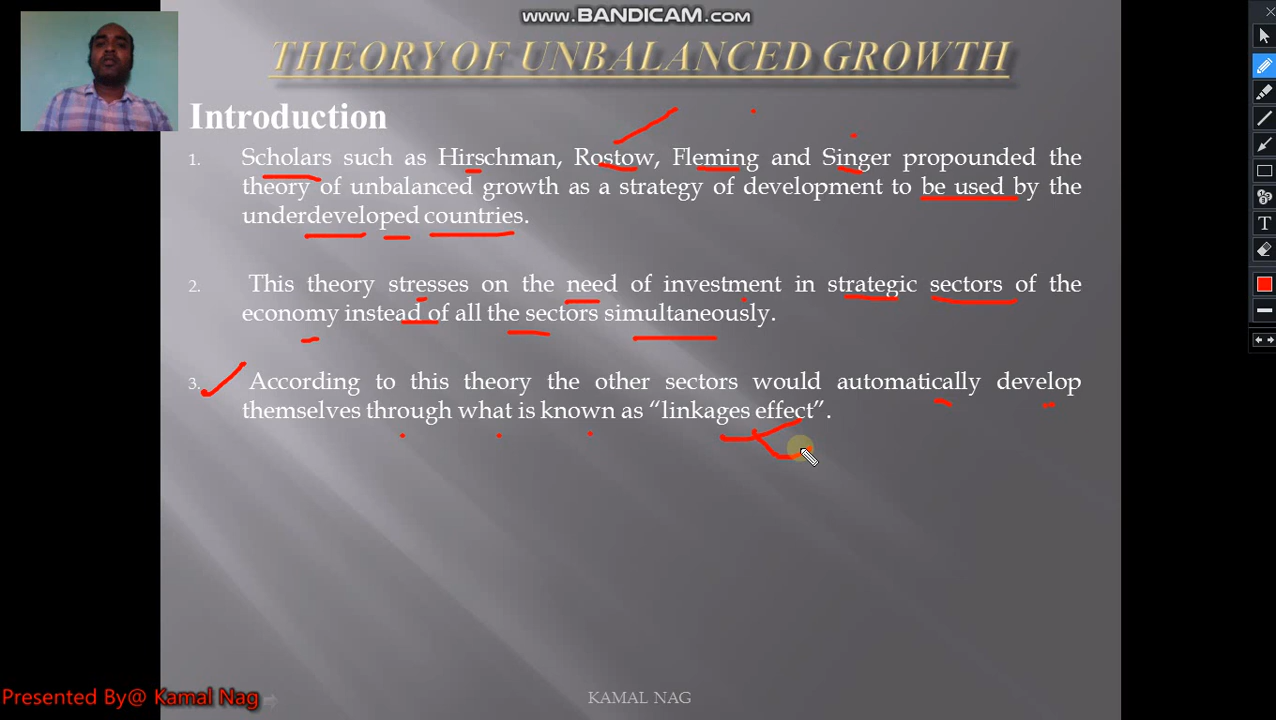 www.BANDICAM.com
THEORY OF UNBALANCED GROWTH
Introduction
1. Scholars such as Hirschman, Rostow, Fleming and Singer propounded the
theory of unbalanced growth as a strategy of development to be used by the
underdeveloped countries.
2. This theory stresses on the need of investment in strategic sectors of the
economy instead of all the sectors simultaneously.
3. According to this theory the other sectors would automatically develop
themselves through what is known as “linkages effect”.
Presented By@ Kamal Nag
KAMAL NAG